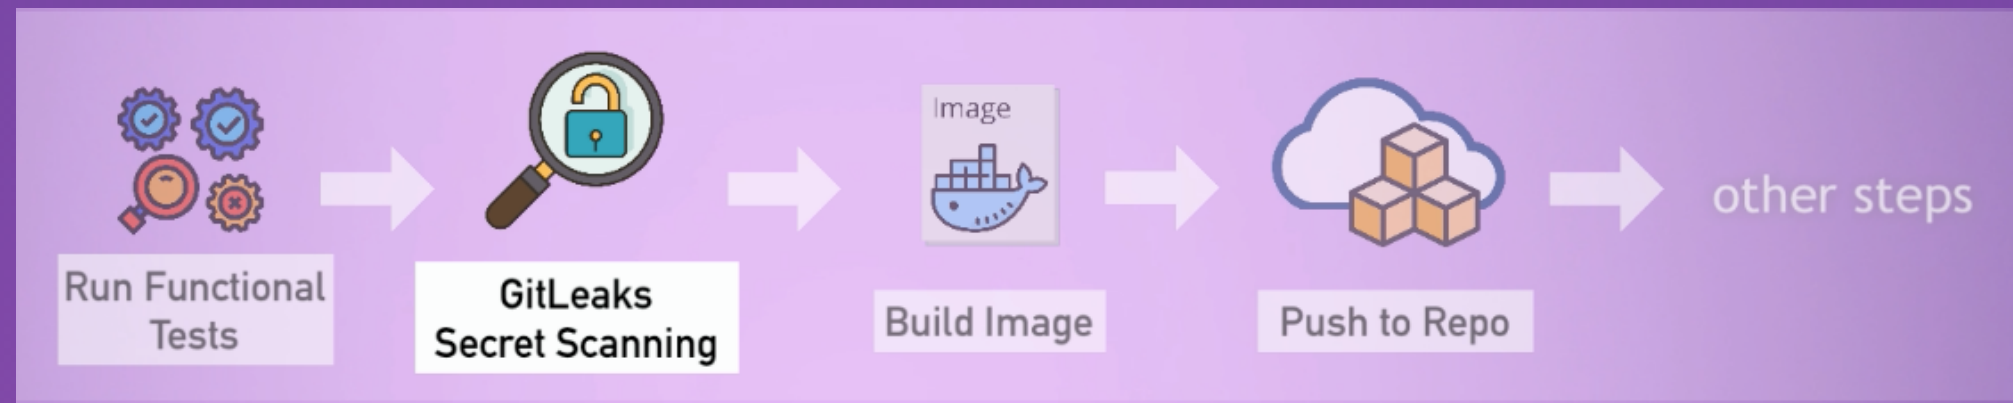 Run Functional
Tests
GitLeaks
Secret Scanning
Image
Build Image
Push to Repo
other steps